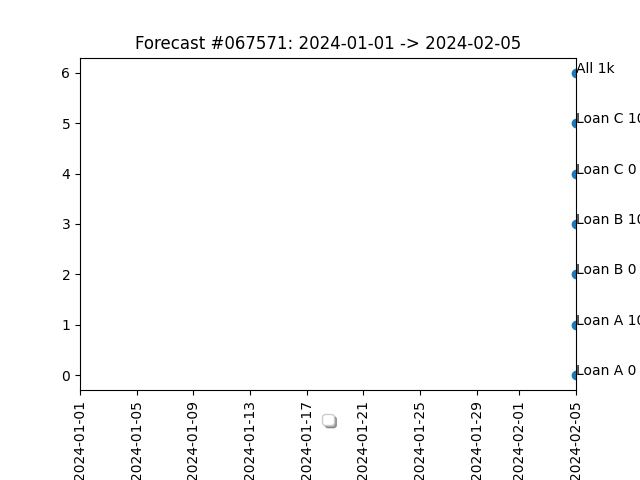 Forecast #067571: 2024-01-01 -> 2024-02-05
6
All 1k
5
Loan C 10
4
Loan C 0
3
Loan B 10
2
Loan B 0
1
Loan A 10
0
Loan A 0
2024-01-01
2024-01-05
2024-01-09
2024-01-13
2024-01-17
2024-01-21
2024-01-25
2024-01-29
2024-02-01
2024-02-05